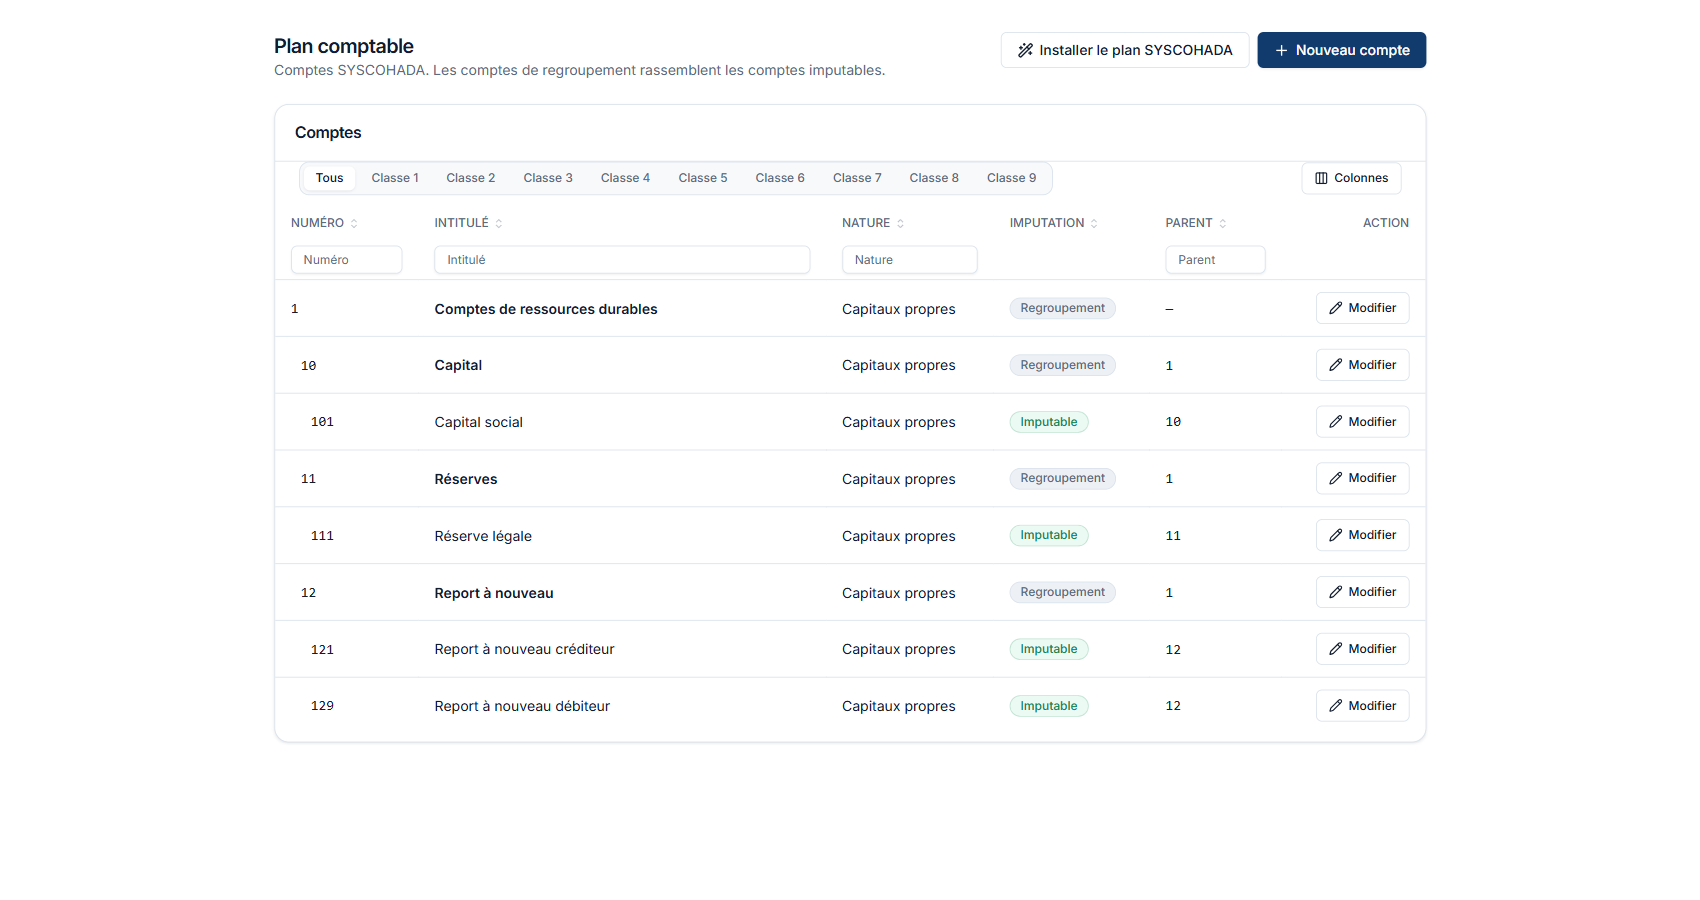 Plan comptable
Comptes SYSCOHADA. Les comptes de regroupement rassemblent les comptes imputables.
Installer le plan SYSCOHADA
Nouveau compte
Comptes
Tous Classe 1 Classe 2 Classe 3 Classe 4 Classe 5 Classe 6 Classe 7 Classe 8 Classe 9
Colonnes
NUMÉRO INTITULÉ NATURE IMPUTATION PARENT ACTION
Numéro Intitulé Nature Parent
1 Comptes de ressources durables Capitaux propres Regroupement – Modifier
10 Capital Capitaux propres Regroupement 1 Modifier
101 Capital social Capitaux propres Imputable 10 Modifier
11 Réserves Capitaux propres Regroupement 1 Modifier
111 Réserve légale Capitaux propres Imputable 11 Modifier
12 Report à nouveau Capitaux propres Regroupement 1 Modifier
121 Report à nouveau créditeur Capitaux propres Imputable 12 Modifier
129 Report à nouveau débiteur Capitaux propres Imputable 12 Modifier